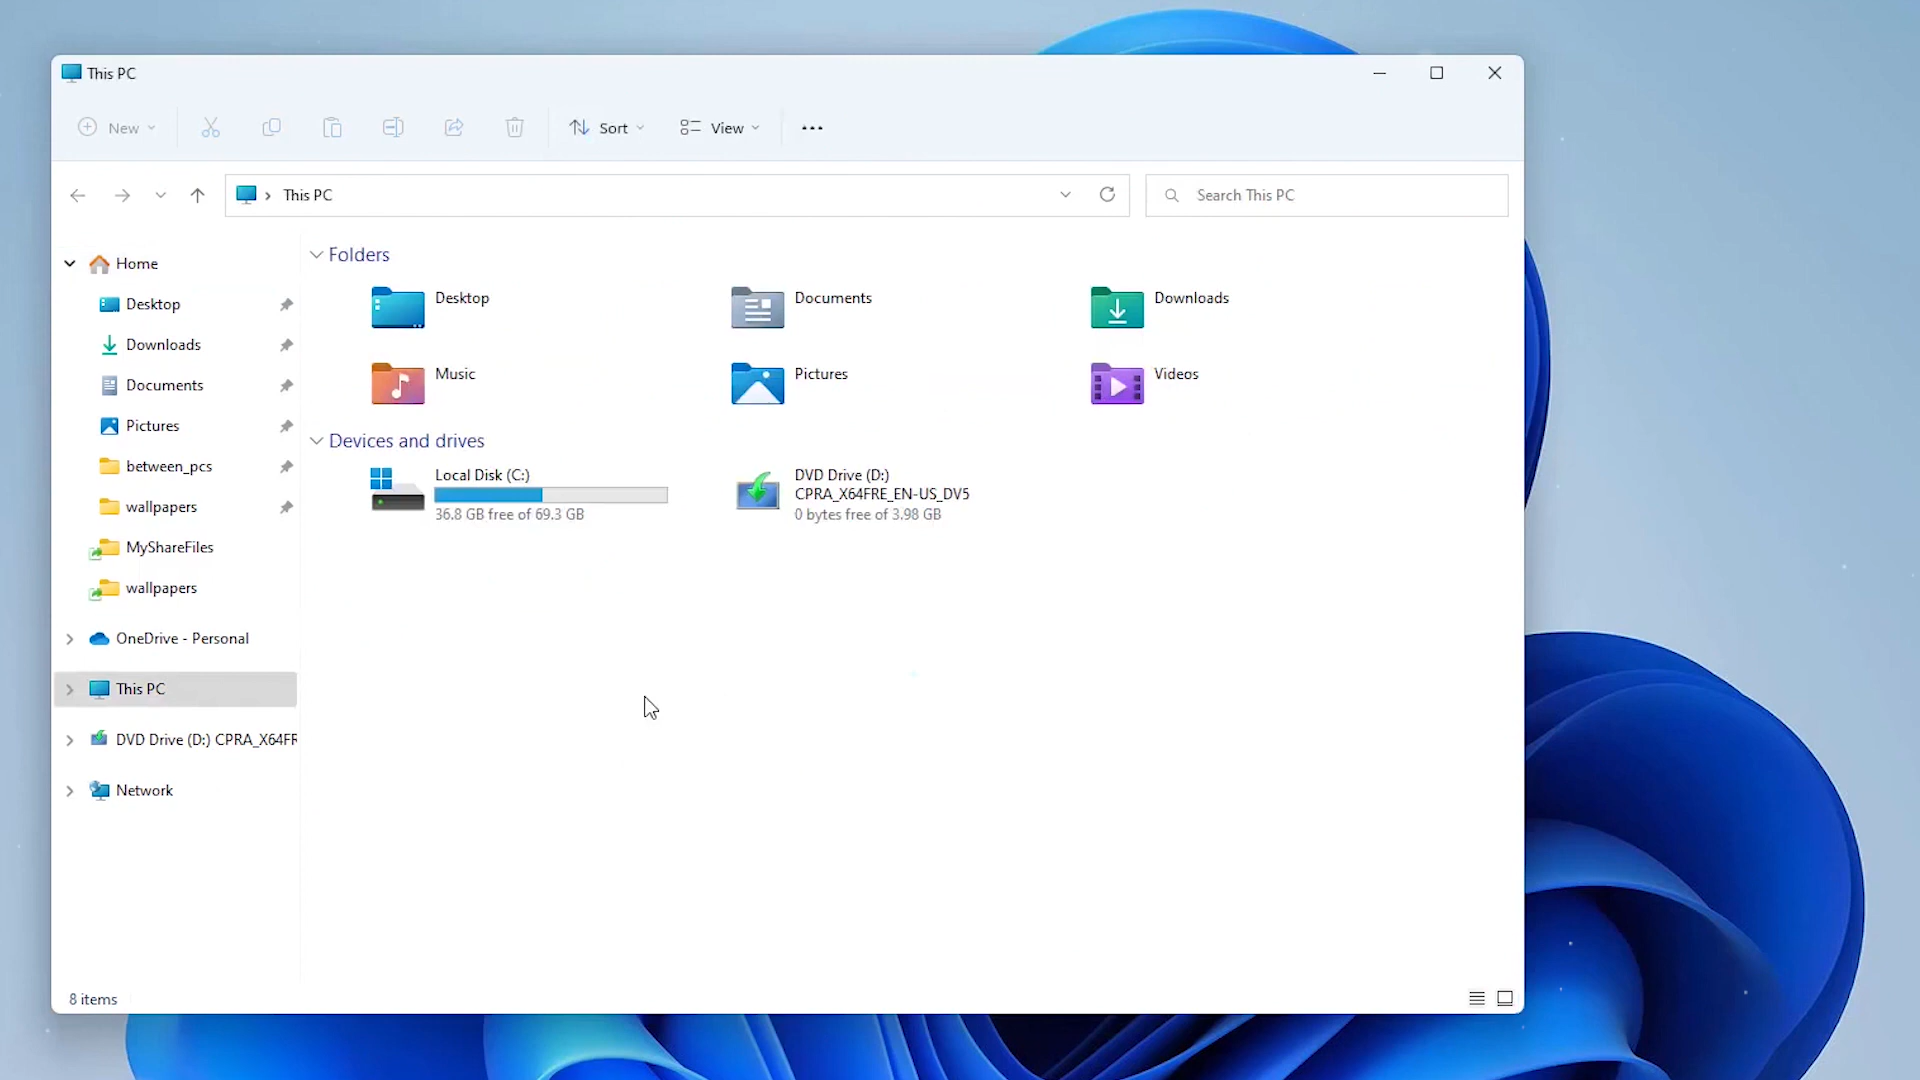 This PC
New
Sort
View
This PC
Search This PC
Home
Desktop
Downloads
Documents
Pictures
between_pcs
wallpapers
MyShareFiles
wallpapers
OneDrive - Personal
This PC
DVD Drive (D:) CPRA_X64FR
Network
Folders
Desktop
Documents
Downloads
Music
Pictures
Videos
Devices and drives
Local Disk (C:)
36.8 GB free of 69.3 GB
DVD Drive (D:)
CPRA_X64FRE_EN-US_DV5
0 bytes free of 3.98 GB
8 items